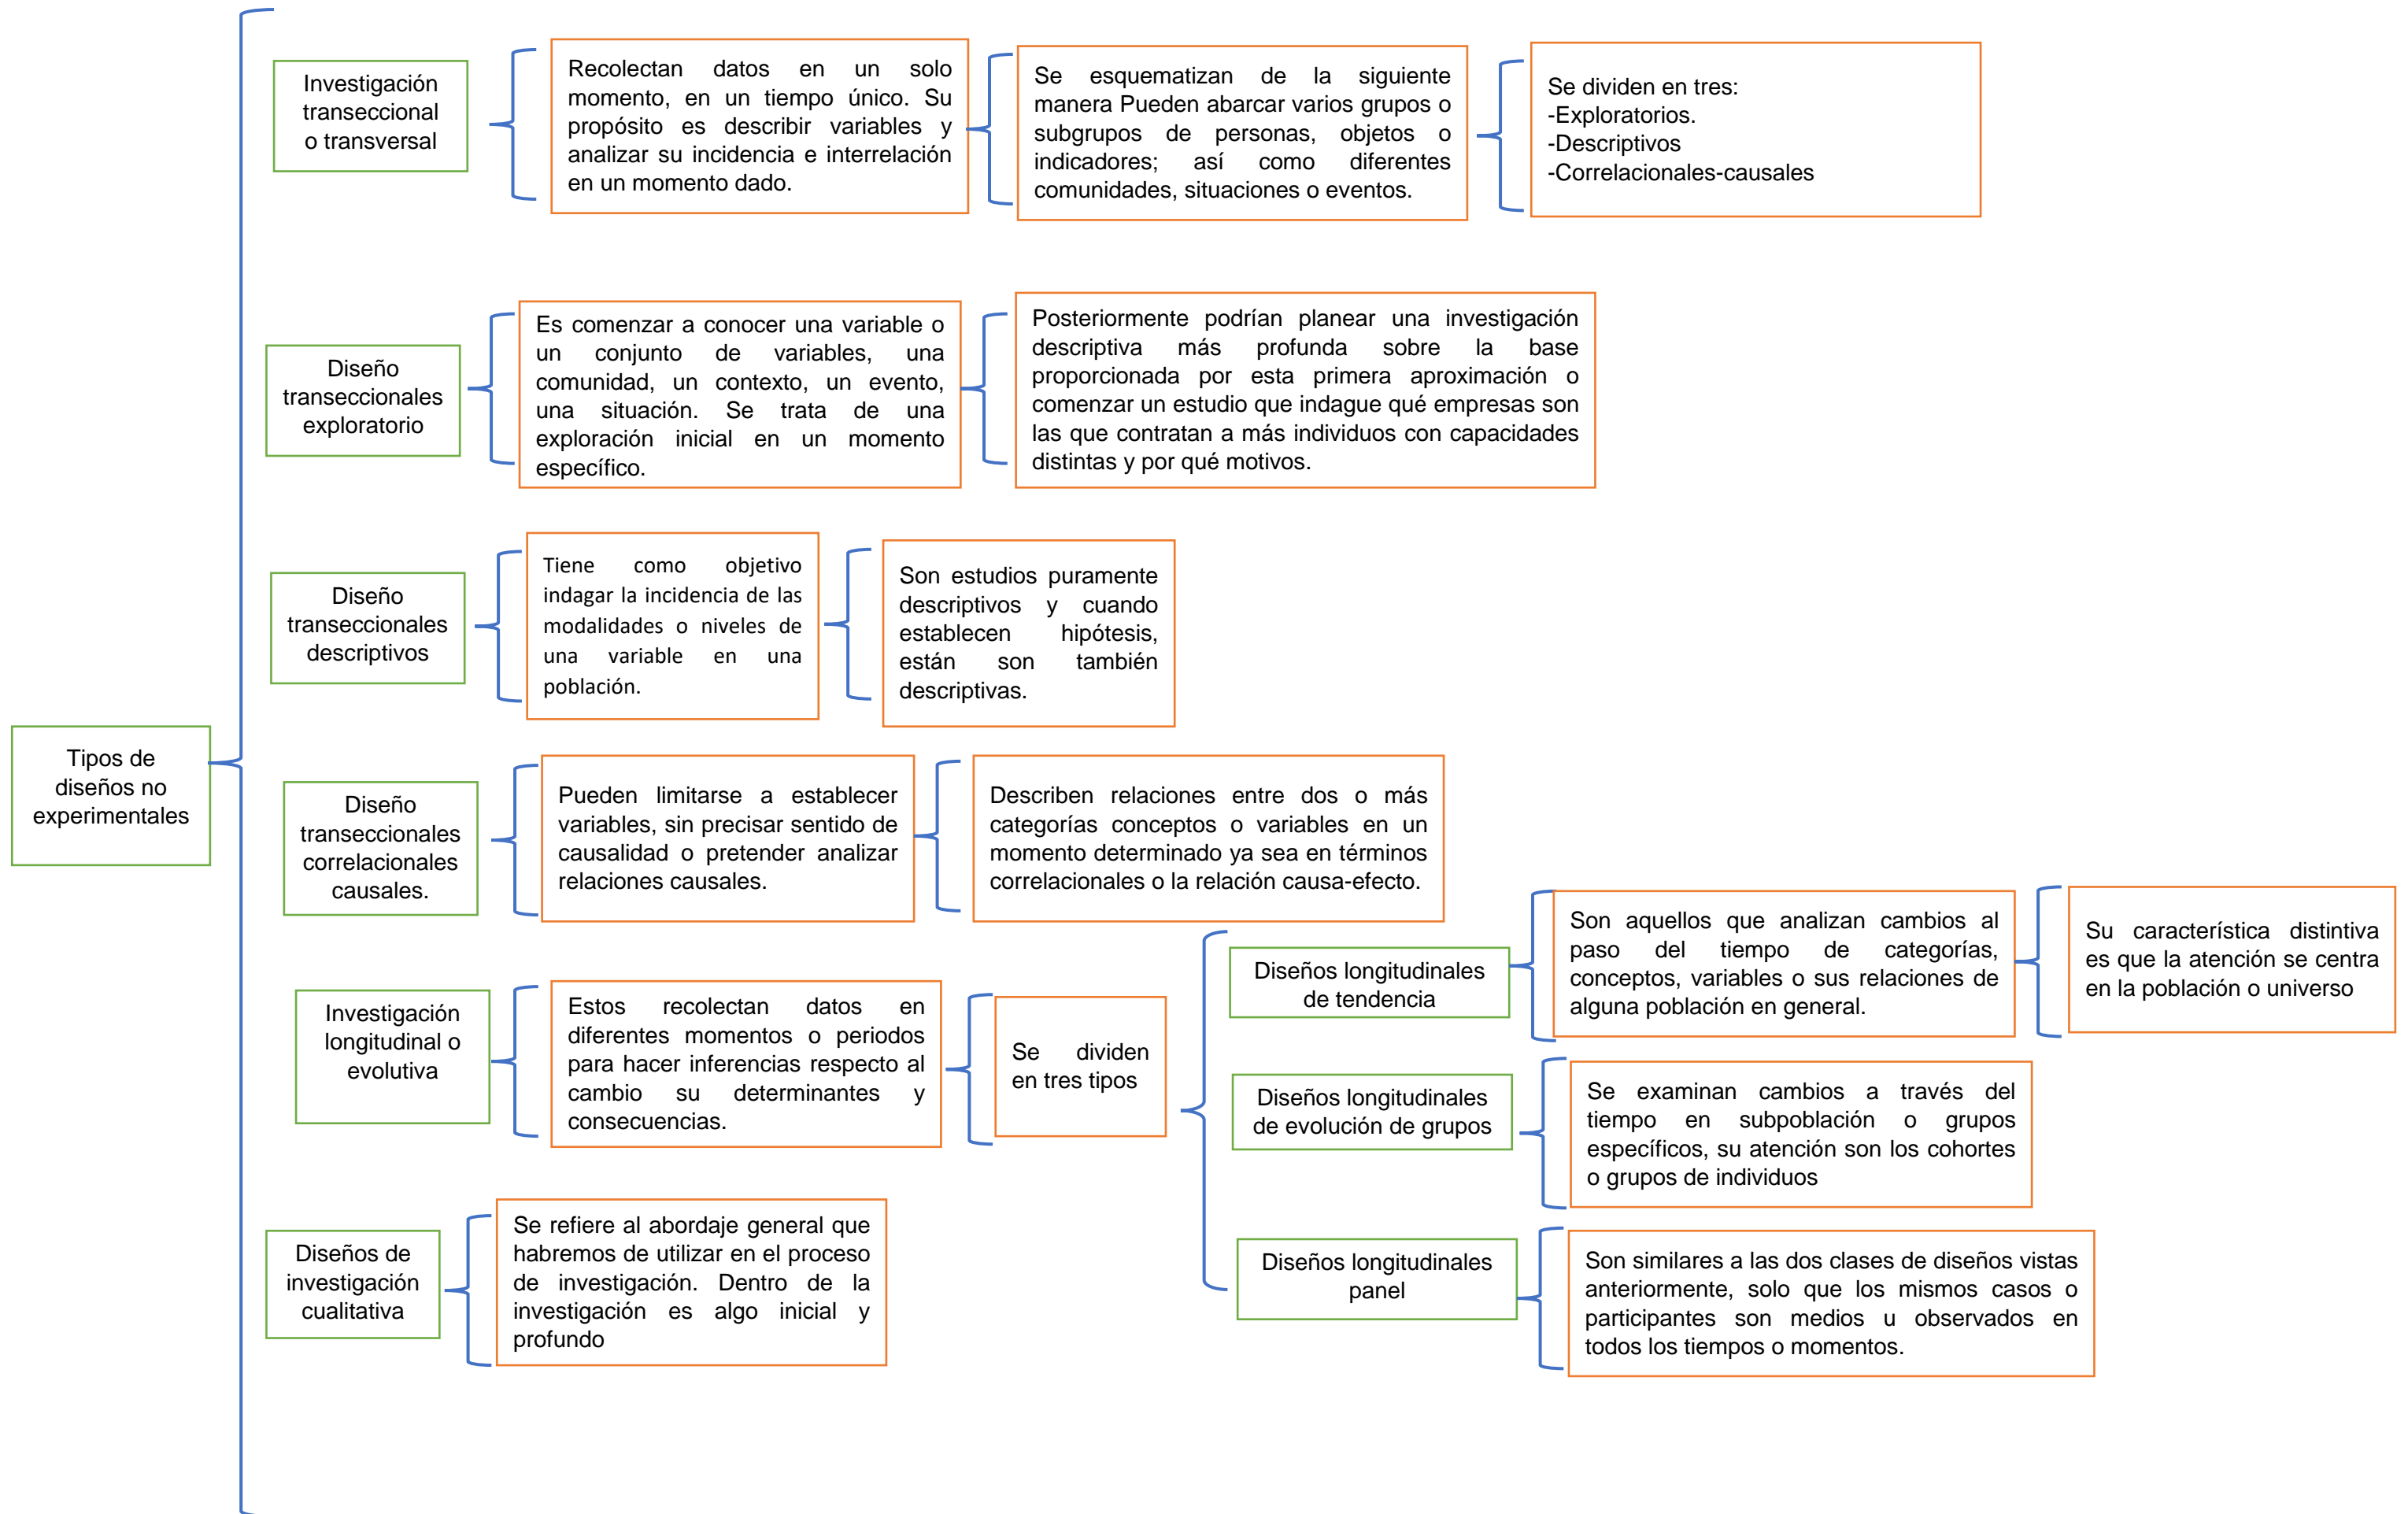 Investigación
transeccional
o transversal
Recolectan datos en un solo
momento, en un tiempo único. Su
propósito es describir variables y
analizar su incidencia e interrelación
en un momento dado.
Se esquematizan de la siguiente
manera Pueden abarcar varios grupos o
subgrupos de personas, objetos o
indicadores; así como diferentes
comunidades, situaciones o eventos.
Se dividen en tres:
-Exploratorios.
-Descriptivos
-Correlacionales-causales
Diseño
transeccionales
exploratorio
Es comenzar a conocer una variable o
un conjunto de variables, una
comunidad, un contexto, un evento,
una situación. Se trata de una
exploración inicial en un momento
específico.
Posteriormente podrían planear una investigación
descriptiva más profunda sobre la base
proporcionada por esta primera aproximación o
comenzar un estudio que indague qué empresas son
las que contratan a más individuos con capacidades
distintas y por qué motivos.
Diseño
transeccionales
descriptivos
Tiene como objetivo
indagar la incidencia de las
modalidades o niveles de
una variable en una
población.
Son estudios puramente
descriptivos y cuando
establecen hipótesis,
están son también
descriptivas.
Tipos de
diseños no
experimentales
Diseño
transeccionales
correlacionales
causales.
Pueden limitarse a establecer
variables, sin precisar sentido de
causalidad o pretender analizar
relaciones causales.
Describen relaciones entre dos o más
categorías conceptos o variables en un
momento determinado ya sea en términos
correlacionales o la relación causa-efecto.
Investigación
longitudinal o
evolutiva
Estos recolectan datos en
diferentes momentos o periodos
para hacer inferencias respecto al
cambio su determinantes y
consecuencias.
Se dividen
en tres tipos
Diseños longitudinales
de tendencia
Son aquellos que analizan cambios al
paso del tiempo de categorías,
conceptos, variables o sus relaciones de
alguna población en general.
Su característica distintiva
es que la atención se centra
en la población o universo
Diseños longitudinales
de evolución de grupos
Se examinan cambios a través del
tiempo en subpoblación o grupos
específicos, su atención son los cohortes
o grupos de individuos
Diseños longitudinales
panel
Son similares a las dos clases de diseños vistas
anteriormente, solo que los mismos casos o
participantes son medios u observados en
todos los tiempos o momentos.
Diseños de
investigación
cualitativa
Se refiere al abordaje general que
habremos de utilizar en el proceso
de investigación. Dentro de la
investigación es algo inicial y
profundo